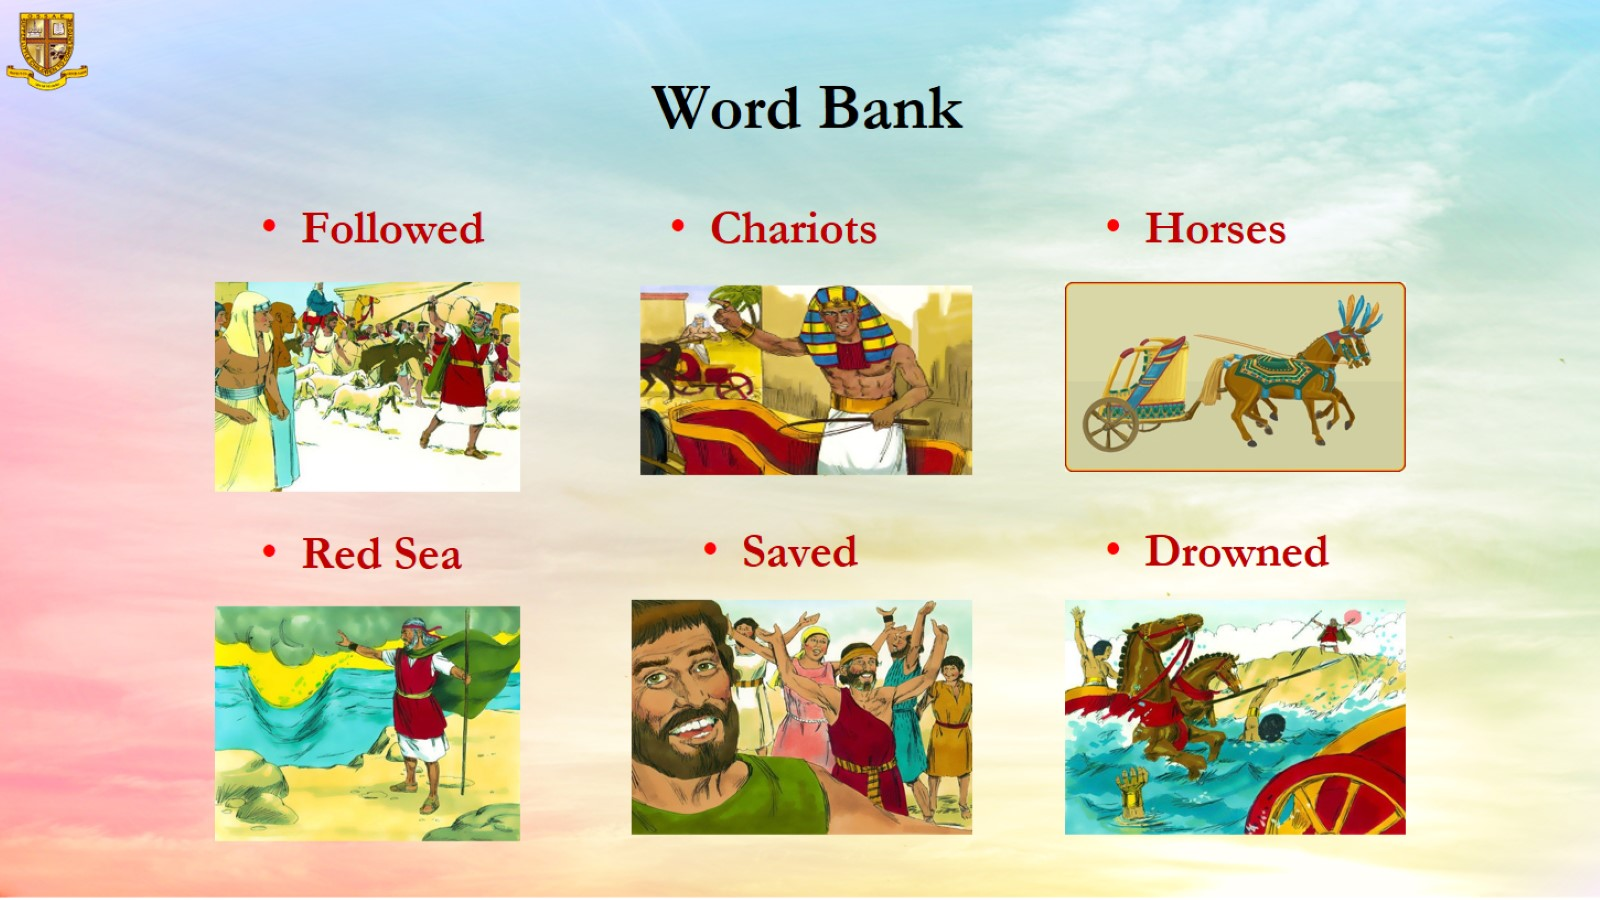 Word Bank
• Followed
• Chariots
• Horses
• Red Sea
• Saved
• Drowned